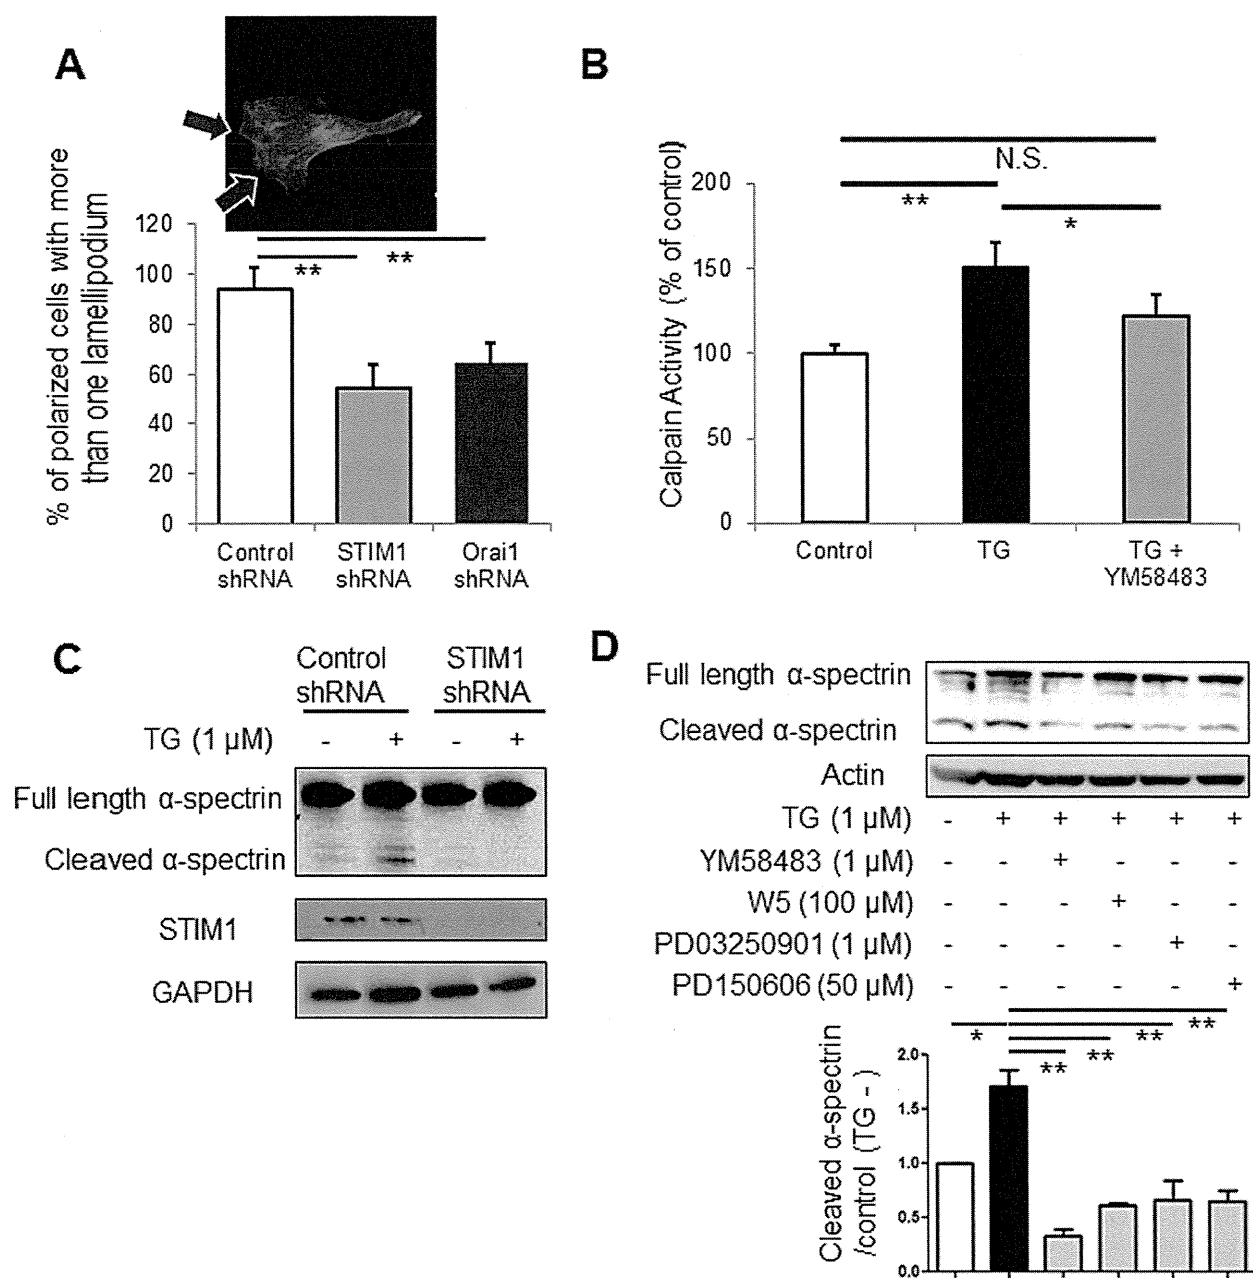 A
% of polarized cells with more
than one lamellipodum
120
100
80
60
40
20
0
**
**
Control
shRNA
STIM1
shRNA
Orai1
shRNA
B
Calpain Activity (% of control)
200
150
100
50
0
N.S.
**
*
Control
TG
TG +
YM58483
C
Control
shRNA
STIM1
shRNA
TG (1 µM) - + - +
Full length α-spectrin
Cleaved α-spectrin
STIM1
GAPDH
D
Full length α-spectrin
Cleaved α-spectrin
Actin
TG (1 µM) - + + + + +
YM58483 (1 µM) - - + - - -
W5 (100 µM) - - - + - -
PD03250901 (1 µM) - - - - + -
PD150606 (50 µM) - - - - - +
Cleaved α-spectrin
/control (TG -)
2.0
1.5
1.0
0.5
0.0
*
**
**
**
**